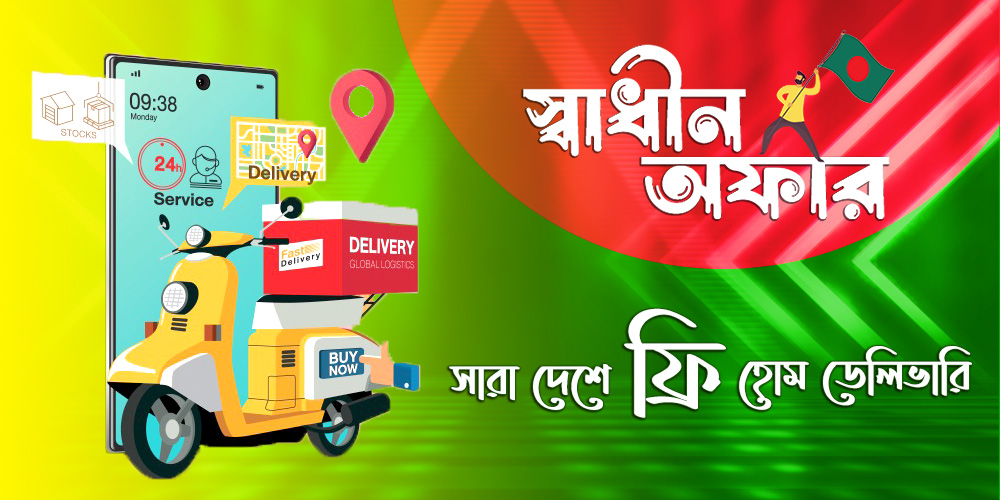 STOCKS
09:38
Monday
24h
Service
Delivery
Fast
Delivery
DELIVERY
GLOBAL LOGISTICS
BUY
NOW
স্বাধীন
অফার
সারা দেশে ফ্রি হোম ডেলিভারি